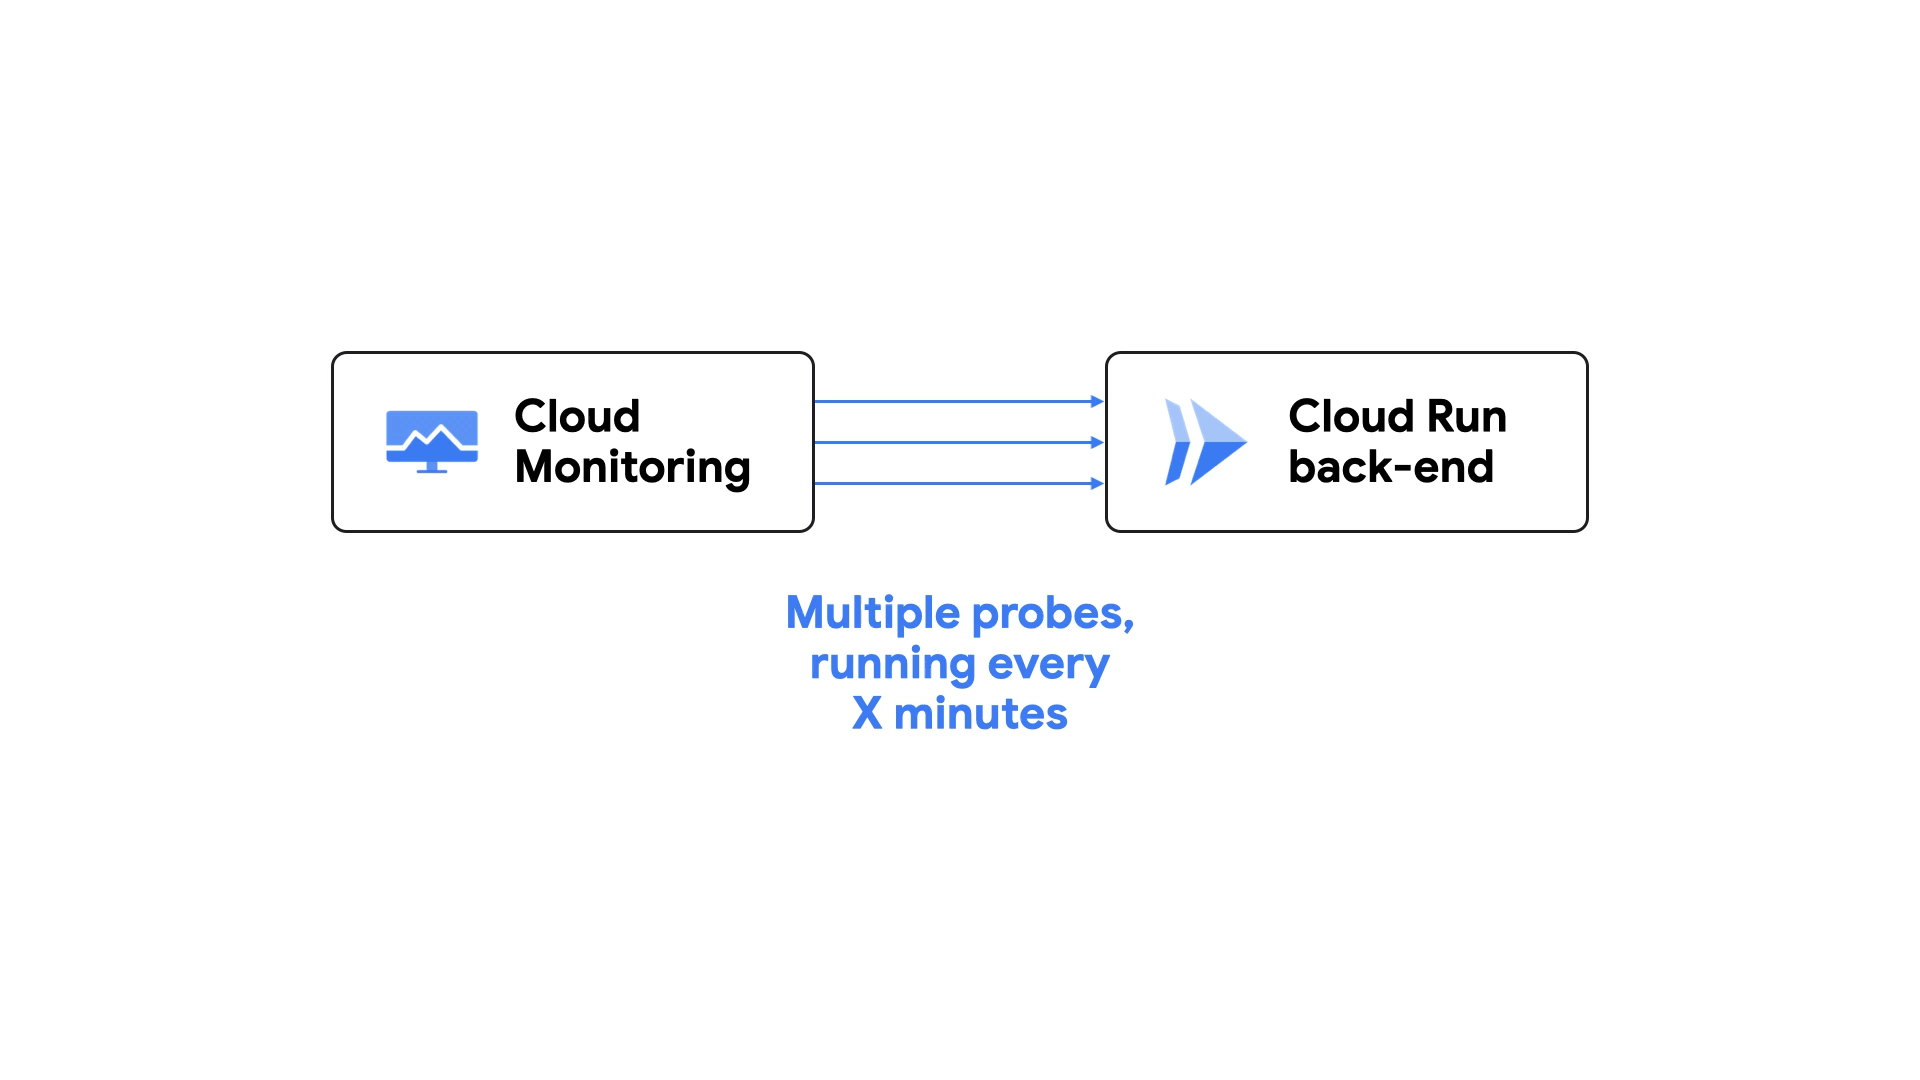 Cloud
Monitoring
Cloud Run
back-end
Multiple probes,
running every
X minutes